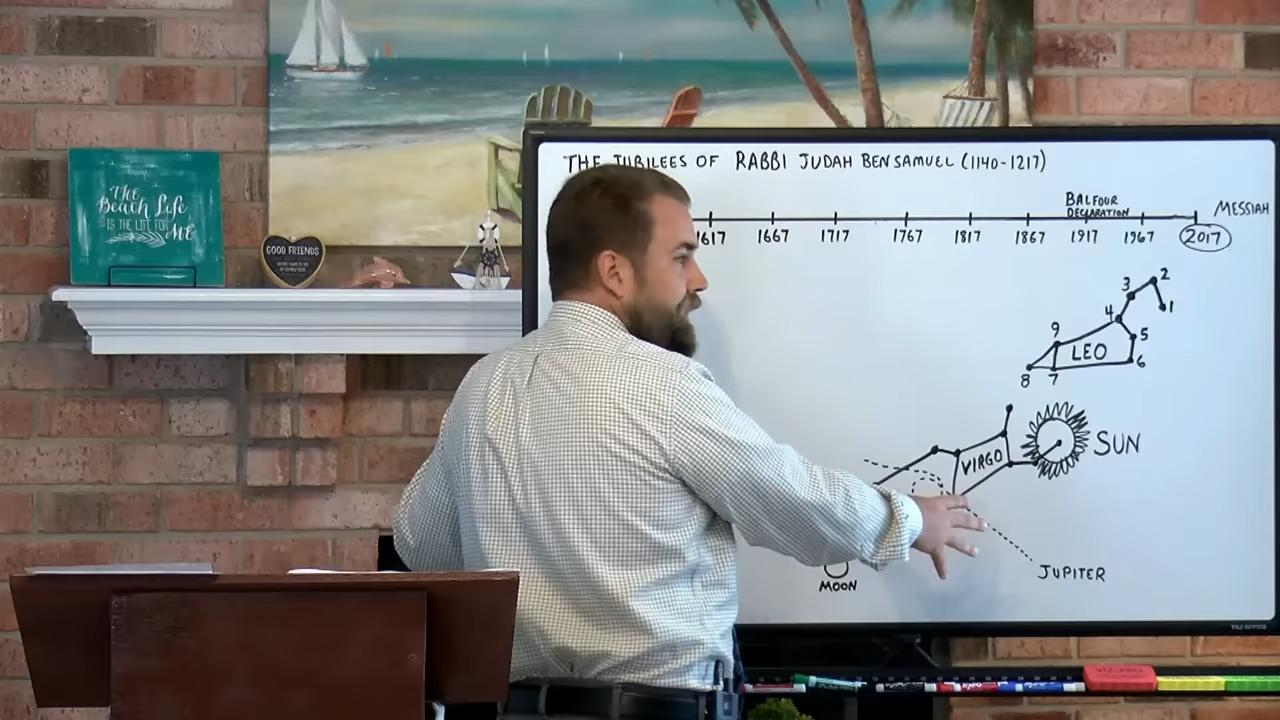 THE JUBILEES OF RABBI JUDAH BEN SAMUEL (1140-1217)
BALFOUR
DECLARATION
MESSIAH
1617 1667 1717 1767 1817 1867 1917 1967 2017
THE
Beach Life
IS THE LIFE FOR
ME
GOOD FRIENDS
3 2
4 1
9 5
LEO
8 7 6
VIRGO
SUN
JUPITER
MOON